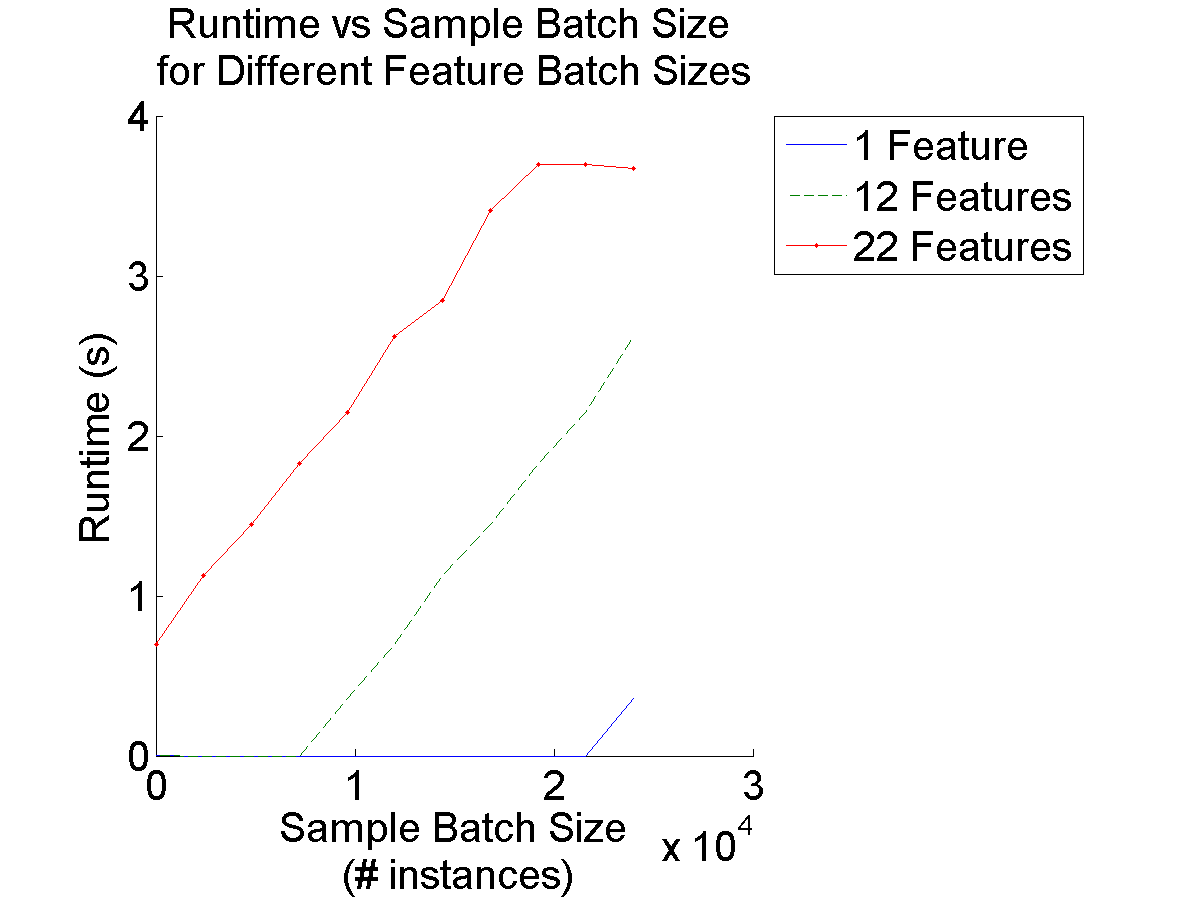 Runtime vs Sample Batch Size
for Different Feature Batch Sizes
4
3
2
1
0
Runtime (s)
0 1 2 3
x 10^4
Sample Batch Size
(# instances)
1 Feature
12 Features
22 Features